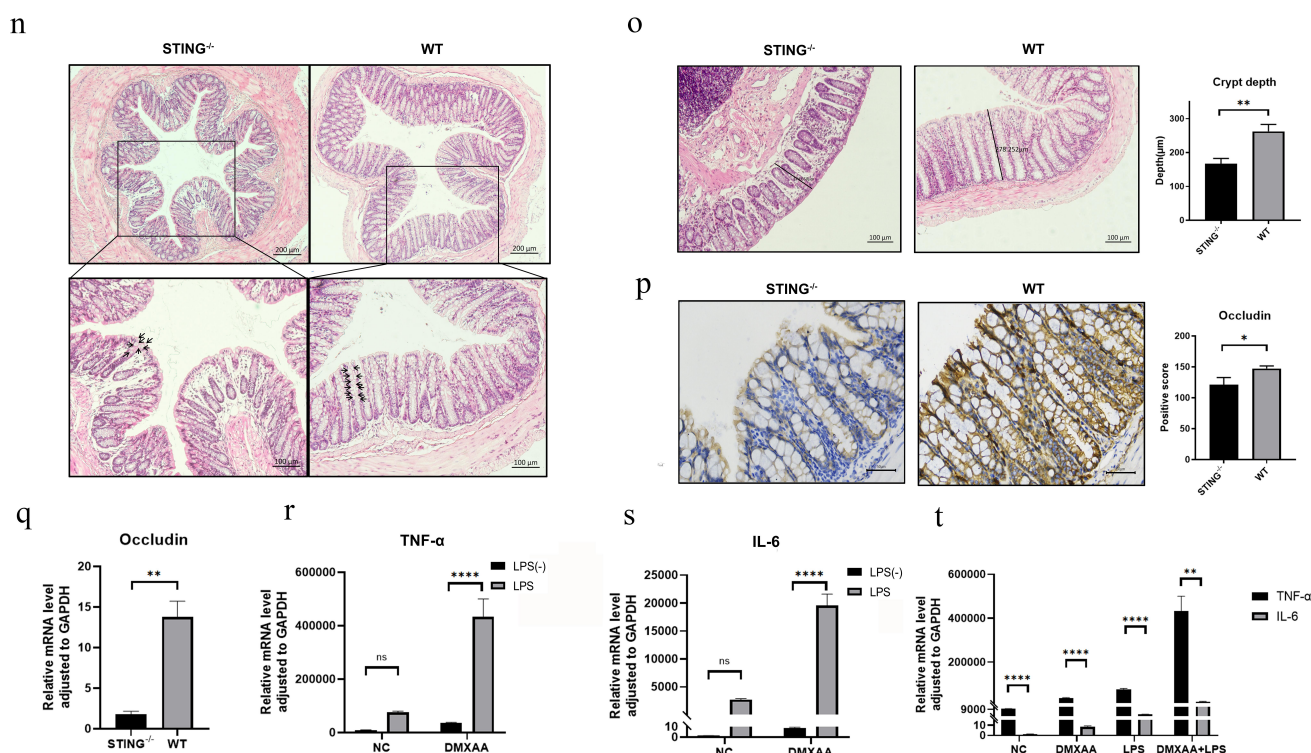 n
STING-/-
WT
200 μm
200 μm
100 μm
100 μm
o
STING-/-
WT
100 μm
100 μm
Crypt depth
**
Depth(μm)
300
200
100
0
STING-/-
WT
p
STING-/-
WT
Occludin
*
Positive score
200
150
100
50
0
STING-/-
WT
q
Occludin
**
Relative mRNA level
adjusted to GAPDH
20
15
10
5
0
STING-/-
WT
r
TNF-α
LPS(-)
LPS
ns
****
Relative mRNA level
adjusted to GAPDH
600000
400000
200000
0
NC
DMXAA
s
IL-6
LPS(-)
LPS
ns
****
Relative mRNA level
adjusted to GAPDH
25000
20000
15000
10000
5000
10
0
NC
DMXAA
t
TNF-α
IL-6
****
****
****
**
Relative mRNA level
adjusted to GAPDH
600000
400000
200000
9000
10
0
NC
DMXAA
LPS
DMXAA+LPS